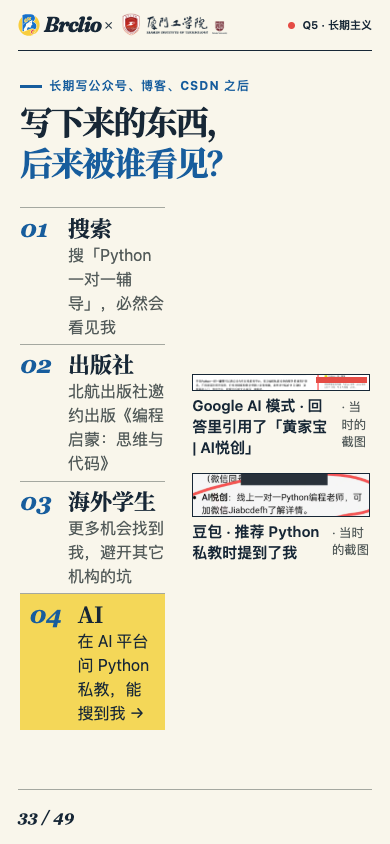 Brclio × 厦门工学院
XIAMEN INSTITUTE OF TECHNOLOGY
Q5 · 长期主义
长期写公众号、博客、CSDN 之后
写下来的东西，
后来被谁看见？
01 搜索
搜「Python
一对一辅
导」，必然会
看见我
02 出版社
北航出版社邀
约出版《编程
启蒙：思维与
代码》
03 海外学生
更多机会找到
我，避开其它
机构的坑
04 AI
在 AI 平台
问 Python
私教，能
搜到我 →
Google AI 模式 · 回
答里引用了「黄家宝
| AI悦创」
· 当
时的
截图
（微信同
AI悦创：线上一对一Python编程老师，可
加微信Jiabcdefh了解详情。
豆包 · 推荐 Python
私教时提到了我
· 当时
的截图
33 / 49